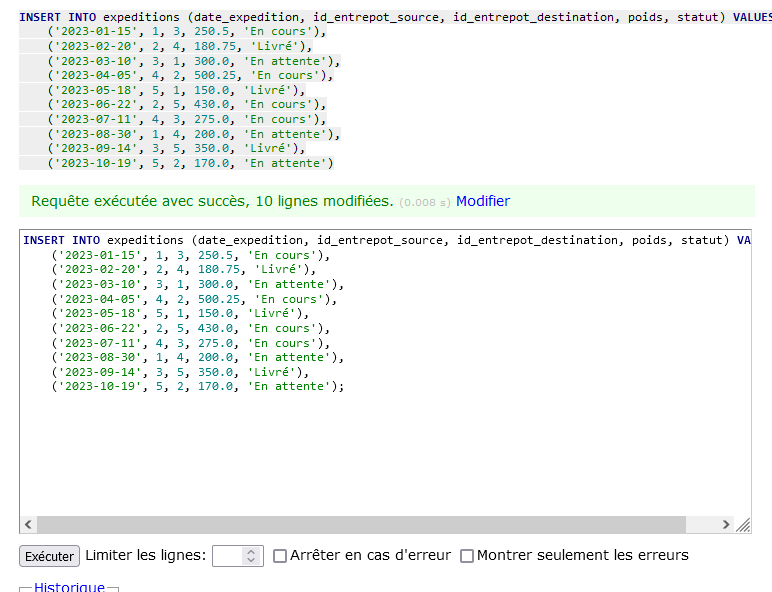 INSERT INTO expeditions (date_expedition, id_entrepot_source, id_entrepot_destination, poids, statut) VALUES
('2023-01-15', 1, 3, 250.5, 'En cours'),
('2023-02-20', 2, 4, 180.75, 'Livré'),
('2023-03-10', 3, 1, 300.0, 'En attente'),
('2023-04-05', 4, 2, 500.25, 'En cours'),
('2023-05-18', 5, 1, 150.0, 'Livré'),
('2023-06-22', 2, 5, 430.0, 'En cours'),
('2023-07-11', 4, 3, 275.0, 'En cours'),
('2023-08-30', 1, 4, 200.0, 'En attente'),
('2023-09-14', 3, 5, 350.0, 'Livré'),
('2023-10-19', 5, 2, 170.0, 'En attente')
Requête exécutée avec succès, 10 lignes modifiées. (0.008 s) Modifier
INSERT INTO expeditions (date_expedition, id_entrepot_source, id_entrepot_destination, poids, statut) VA
('2023-01-15', 1, 3, 250.5, 'En cours'),
('2023-02-20', 2, 4, 180.75, 'Livré'),
('2023-03-10', 3, 1, 300.0, 'En attente'),
('2023-04-05', 4, 2, 500.25, 'En cours'),
('2023-05-18', 5, 1, 150.0, 'Livré'),
('2023-06-22', 2, 5, 430.0, 'En cours'),
('2023-07-11', 4, 3, 275.0, 'En cours'),
('2023-08-30', 1, 4, 200.0, 'En attente'),
('2023-09-14', 3, 5, 350.0, 'Livré'),
('2023-10-19', 5, 2, 170.0, 'En attente');
Exécuter Limiter les lignes: Arrêter en cas d'erreur Montrer seulement les erreurs
Historique